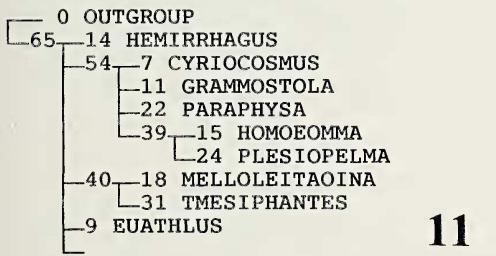 0 OUTGROUP
65 14 HEMIRRHAGUS
54 7 CYRIOCOSMUS
11 GRAMMOSTOLA
22 PARAPHYSA
39 15 HOMOEOMMA
24 PLESIOPELMA
40 18 MELLOLEITAOINA
31 TMESIPHANTES
9 EUATHLUS
11